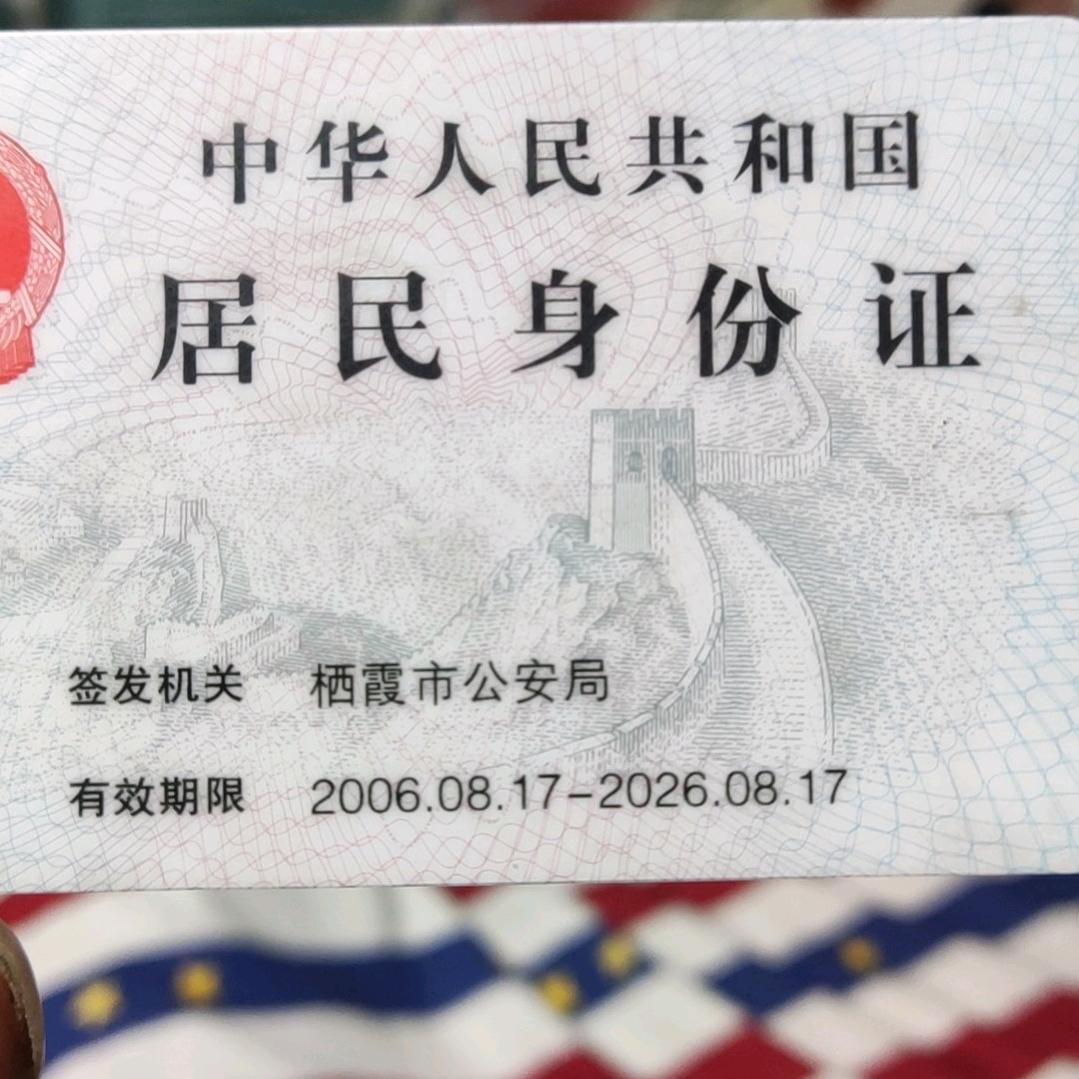 中华人民共和国
居民身份证
签发机关 栖霞市公安局
有效期限 2006.08.17-2026.08.17